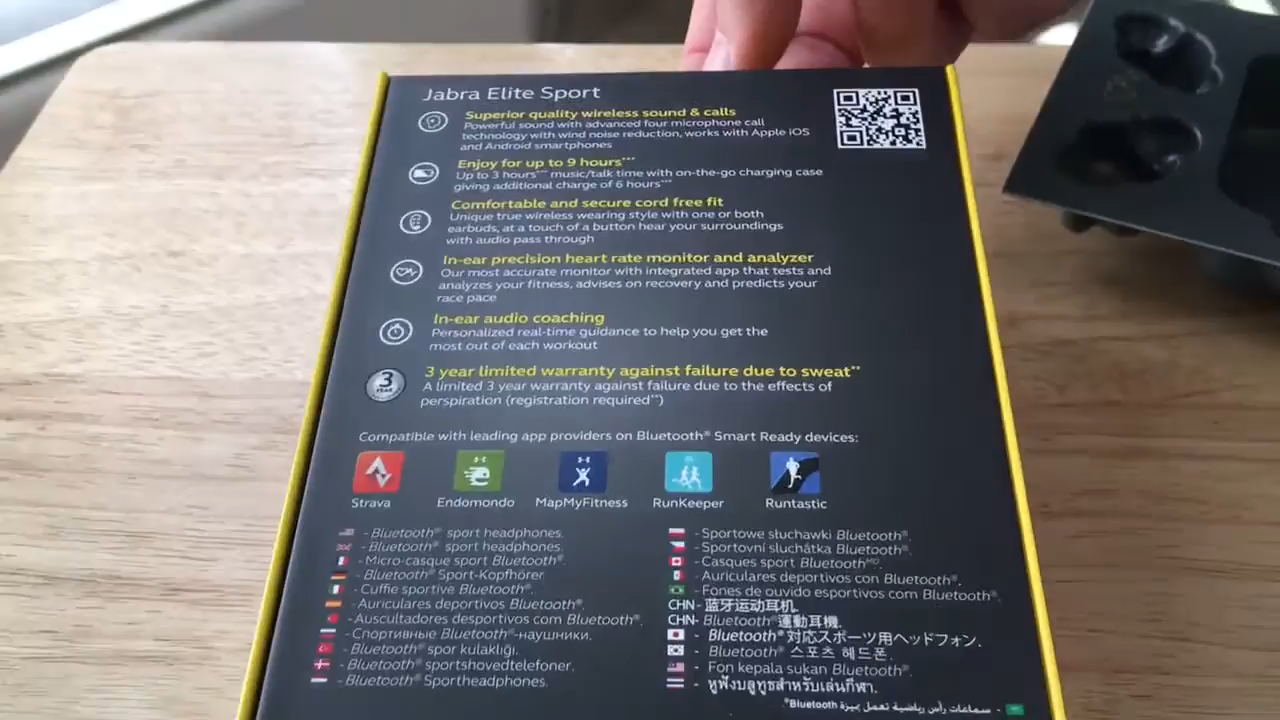 Jabra Elite Sport
Superior quality wireless sound & calls
Powerful sound with advanced four microphone call
technology with wind noise reduction, works with Apple iOS
and Android smartphones
Enjoy for up to 9 hours***
Up to 3 hours*** music/talk time with on-the-go charging case
giving additional charge of 6 hours***
Comfortable and secure cord free fit
Unique true wireless wearing style with one or both
earbuds, at a touch of a button hear your surroundings
with audio pass through
In-ear precision heart rate monitor and analyzer
Our most accurate monitor with integrated app that tests and
analyzes your fitness, advises on recovery and predicts your
race pace
In-ear audio coaching
Personalized real-time guidance to help you get the
most out of each workout
3
3 year limited warranty against failure due to sweat**
A limited 3 year warranty against failure due to the effects of
perspiration (registration required**)
Compatible with leading app providers on Bluetooth® Smart Ready devices:
Strava
Endomondo
MapMyFitness
RunKeeper
Runtastic
- Bluetooth® sport headphones.
- Bluetooth® sport headphones.
- Micro-casque sport Bluetooth®.
- Bluetooth® Sport-Kopfhörer
- Cuffie sportive Bluetooth®.
- Auriculares deportivos Bluetooth®.
- Auscultadores desportivos com Bluetooth®.
- Спортивные Bluetooth®-наушники.
- Bluetooth® spor kulaklığı.
- Bluetooth® sportshovedtelefoner.
- Bluetooth® Sportheadphones.
- Sportowe słuchawki Bluetooth®.
- Sportovní sluchátka Bluetooth®.
- Casques sport Bluetooth MD.
- Auriculares deportivos con Bluetooth®.
- Fones de ouvido esportivos com Bluetooth®.
CHN- 蓝牙运动耳机.
CHN- Bluetooth®運動耳機.
- Bluetooth® 対応スポーツ用ヘッドフォン.
- Bluetooth® 스포츠 헤드폰.
- Fon kepala sukan Bluetooth®.
- หูฟังบลูทูธสำหรับเล่นกีฬา.
- سماعات رأس رياضية تعمل بميزة Bluetooth®